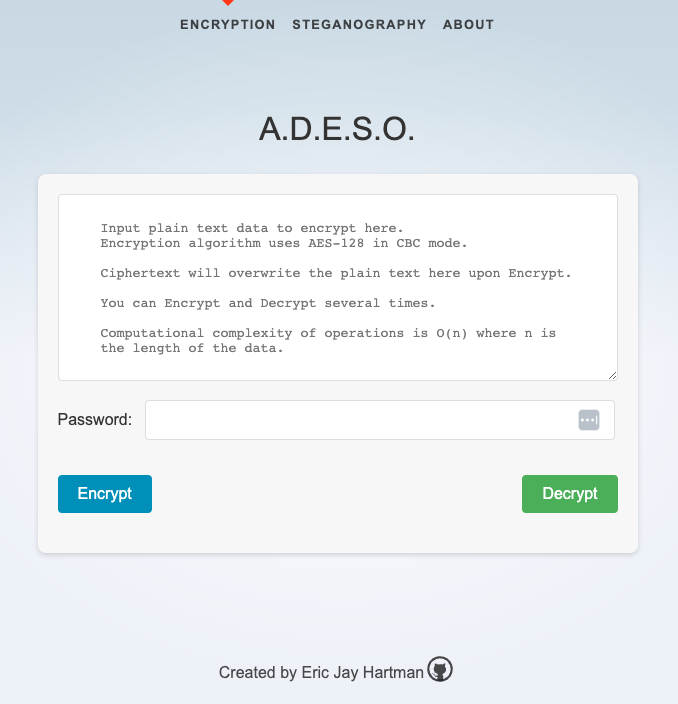 ENCRYPTION STEGANOGRAPHY ABOUT
A.D.E.S.O.
Input plain text data to encrypt here.
Encryption algorithm uses AES-128 in CBC mode.
Ciphertext will overwrite the plain text here upon Encrypt.
You can Encrypt and Decrypt several times.
Computational complexity of operations is O(n) where n is
the length of the data.
Password:
Encrypt Decrypt
Created by Eric Jay Hartman